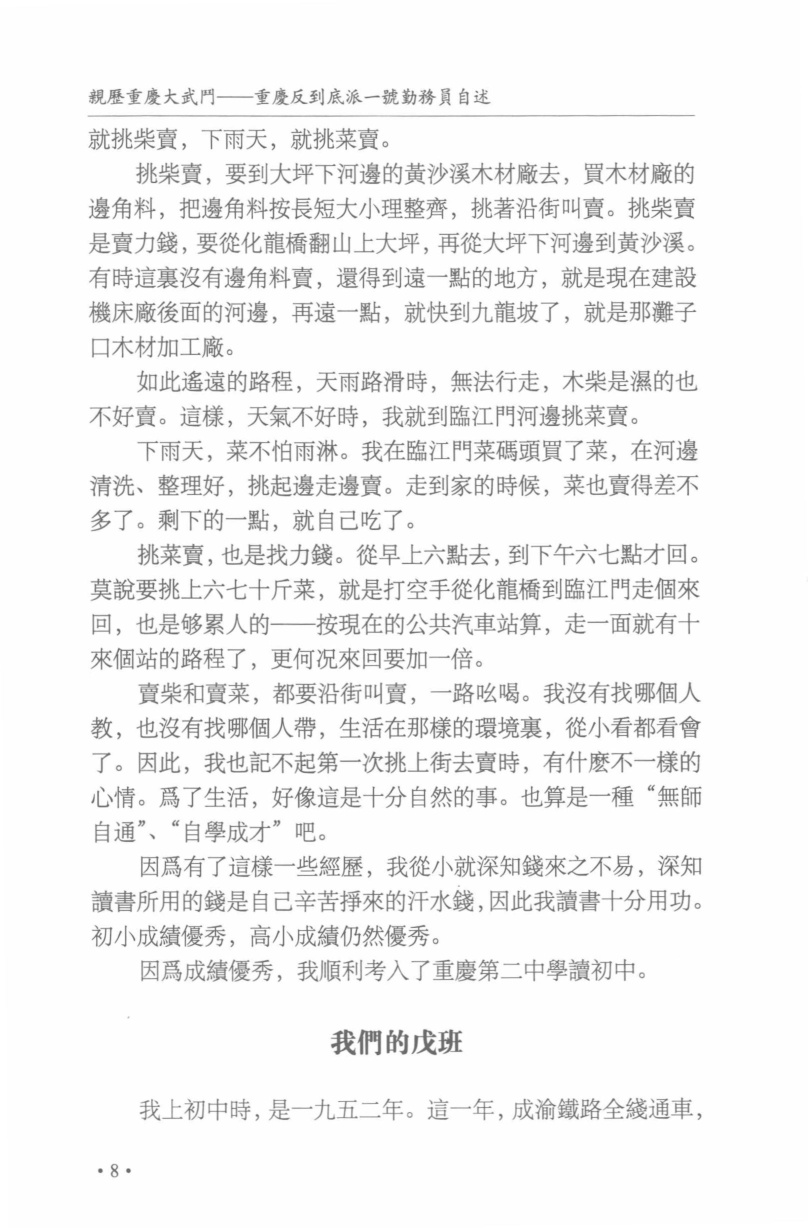 親歷重慶大武鬥——重慶反到底派一號勤務員自述
就挑柴賣，下雨天，就挑菜賣。
挑柴賣，要到大坪下河邊的黃沙溪木材廠去，買木材廠的
邊角料，把邊角料按長短大小理整齊，挑著沿街叫賣。挑柴賣
是賣力錢，要從化龍橋翻山上大坪，再從大坪下河邊到黃沙溪。
有時這裏沒有邊角料賣，還得到遠一點的地方，就是現在建設
機床廠後面的河邊，再遠一點，就快到九龍坡了，就是那灘子
口木材加工廠。
如此遙遠的路程，天雨路滑時，無法行走，木柴是濕的也
不好賣。這樣，天氣不好時，我就到臨江門河邊挑菜賣。
下雨天，菜不怕雨淋。我在臨江門菜碼頭買了菜，在河邊
清洗、整理好，挑起邊走邊賣。走到家的時候，菜也賣得差不
多了。剩下的一點，就自己吃了。
挑菜賣，也是找力錢。從早上六點去，到下午六七點才回。
莫說要挑上六七十斤菜，就是打空手從化龍橋到臨江門走個來
回，也是够累人的——按現在的公共汽車站算，走一面就有十
來個站的路程了，更何况來回要加一倍。
賣柴和賣菜，都要沿街叫賣，一路吆喝。我沒有找哪個人
教，也沒有找哪個人帶，生活在那樣的環境裏，從小看都看會
了。因此，我也記不起第一次挑上街去賣時，有什麽不一樣的
心情。爲了生活，好像這是十分自然的事。也算是一種“無師
自通”、“自學成才”吧。
因爲有了這樣一些經歷，我從小就深知錢來之不易，深知
讀書所用的錢是自己辛苦掙來的汗水錢，因此我讀書十分用功。
初小成績優秀，高小成績仍然優秀。
因爲成績優秀，我順利考入了重慶第二中學讀初中。
我們的戊班
我上初中時，是一九五二年。這一年，成渝鐵路全綫通車，
·8·